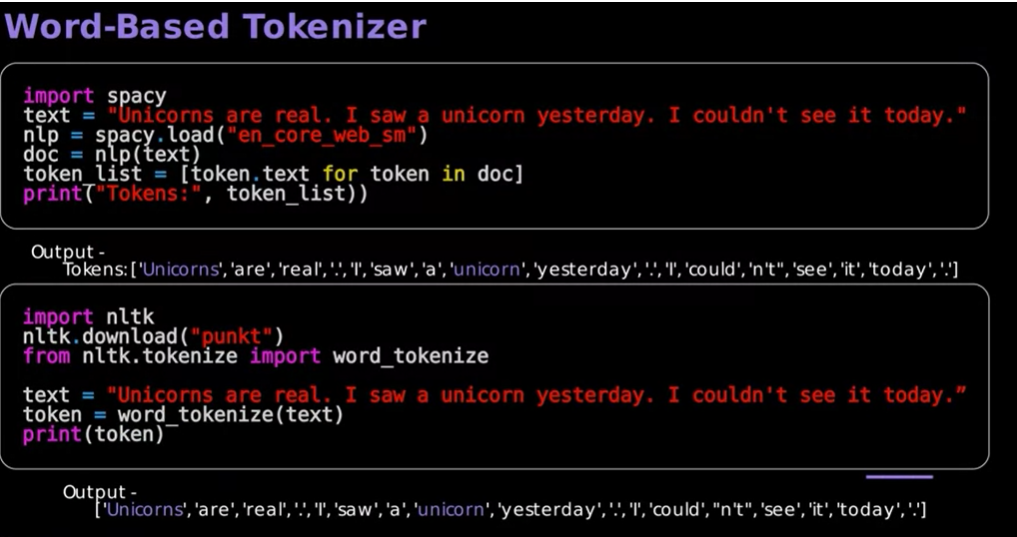 Word-Based Tokenizer
import spacy
text = "Unicorns are real. I saw a unicorn yesterday. I couldn't see it today."
nlp = spacy.load("en_core_web_sm")
doc = nlp(text)
token_list = [token.text for token in doc]
print("Tokens:", token_list))
Output -
Tokens:['Unicorns','are','real','.','I','saw','a','unicorn','yesterday','.','I','could','n't",'see','it','today','.']
import nltk
nltk.download("punkt")
from nltk.tokenize import word_tokenize
text = "Unicorns are real. I saw a unicorn yesterday. I couldn't see it today.”
token = word_tokenize(text)
print(token)
Output -
['Unicorns','are','real','.','I','saw','a','unicorn','yesterday','.','I','could',"n't",'see','it','today','.']